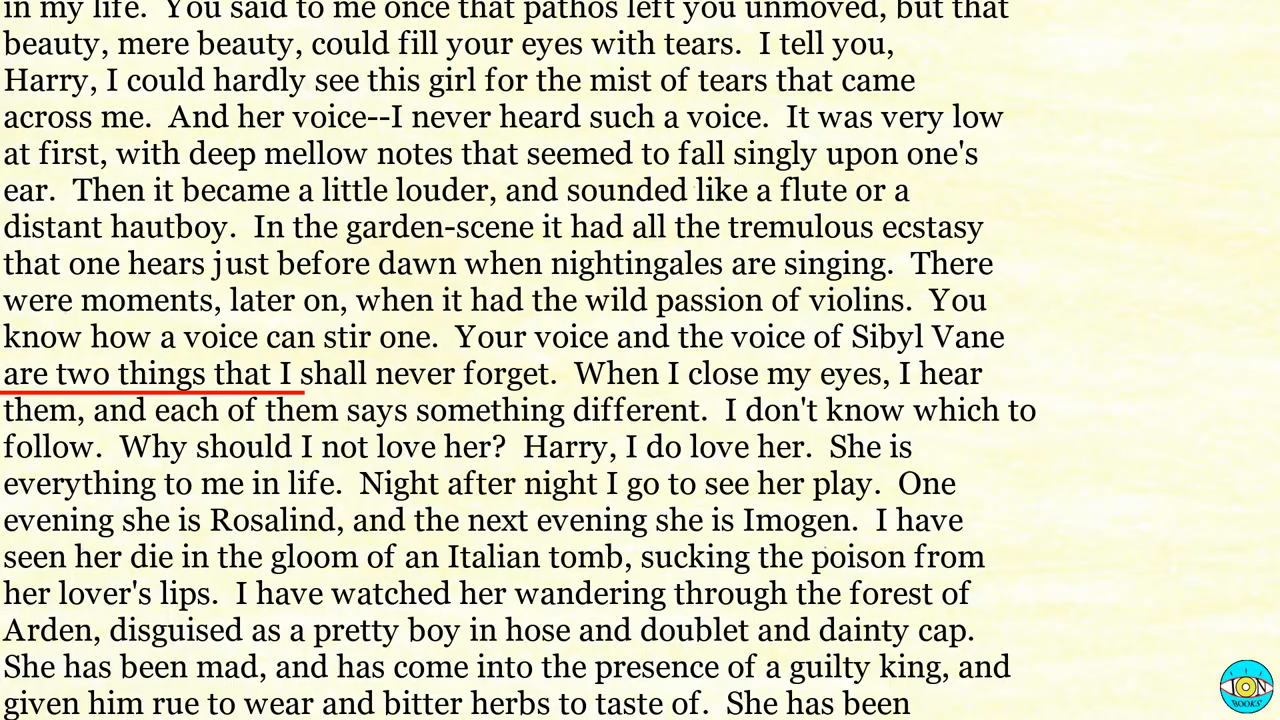 in my life.  You said to me once that pathos left you unmoved, but that
beauty, mere beauty, could fill your eyes with tears.  I tell you,
Harry, I could hardly see this girl for the mist of tears that came
across me.  And her voice--I never heard such a voice.  It was very low
at first, with deep mellow notes that seemed to fall singly upon one's
ear.  Then it became a little louder, and sounded like a flute or a
distant hautboy.  In the garden-scene it had all the tremulous ecstasy
that one hears just before dawn when nightingales are singing.  There
were moments, later on, when it had the wild passion of violins.  You
know how a voice can stir one.  Your voice and the voice of Sibyl Vane
are two things that I shall never forget.  When I close my eyes, I hear
them, and each of them says something different.  I don't know which to
follow.  Why should I not love her?  Harry, I do love her.  She is
everything to me in life.  Night after night I go to see her play.  One
evening she is Rosalind, and the next evening she is Imogen.  I have
seen her die in the gloom of an Italian tomb, sucking the poison from
her lover's lips.  I have watched her wandering through the forest of
Arden, disguised as a pretty boy in hose and doublet and dainty cap.
She has been mad, and has come into the presence of a guilty king, and
given him rue to wear and bitter herbs to taste of.  She has been
ION
BOOKS